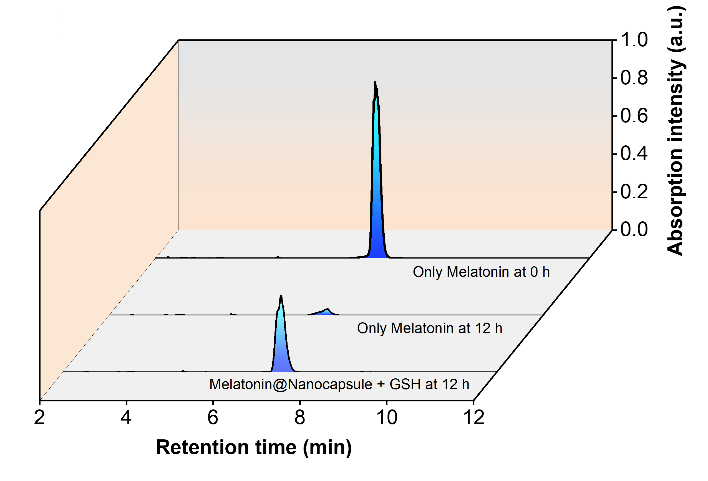 1.0
0.8
0.6
0.4
0.2
0.0
Absorption intensity (a.u.)
Only Melatonin at 0 h
Only Melatonin at 12 h
Melatonin@Nanocapsule + GSH at 12 h
2 4 6 8 10 12
Retention time (min)